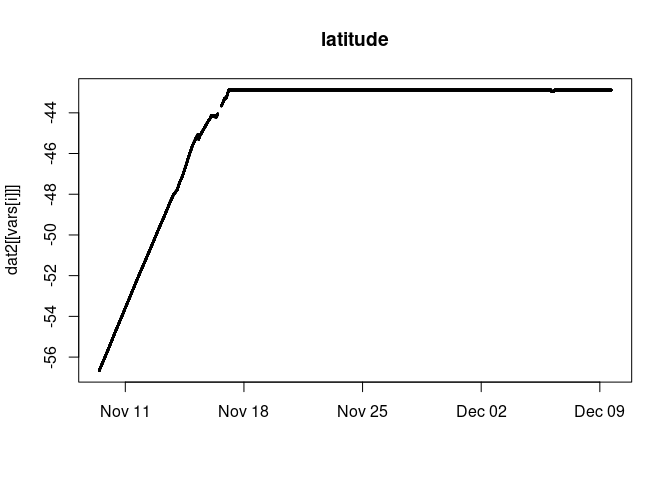 latitude
dat2[[vars[i]]]
-44
-46
-48
-50
-52
-54
-56
Nov 11
Nov 18
Nov 25
Dec 02
Dec 09